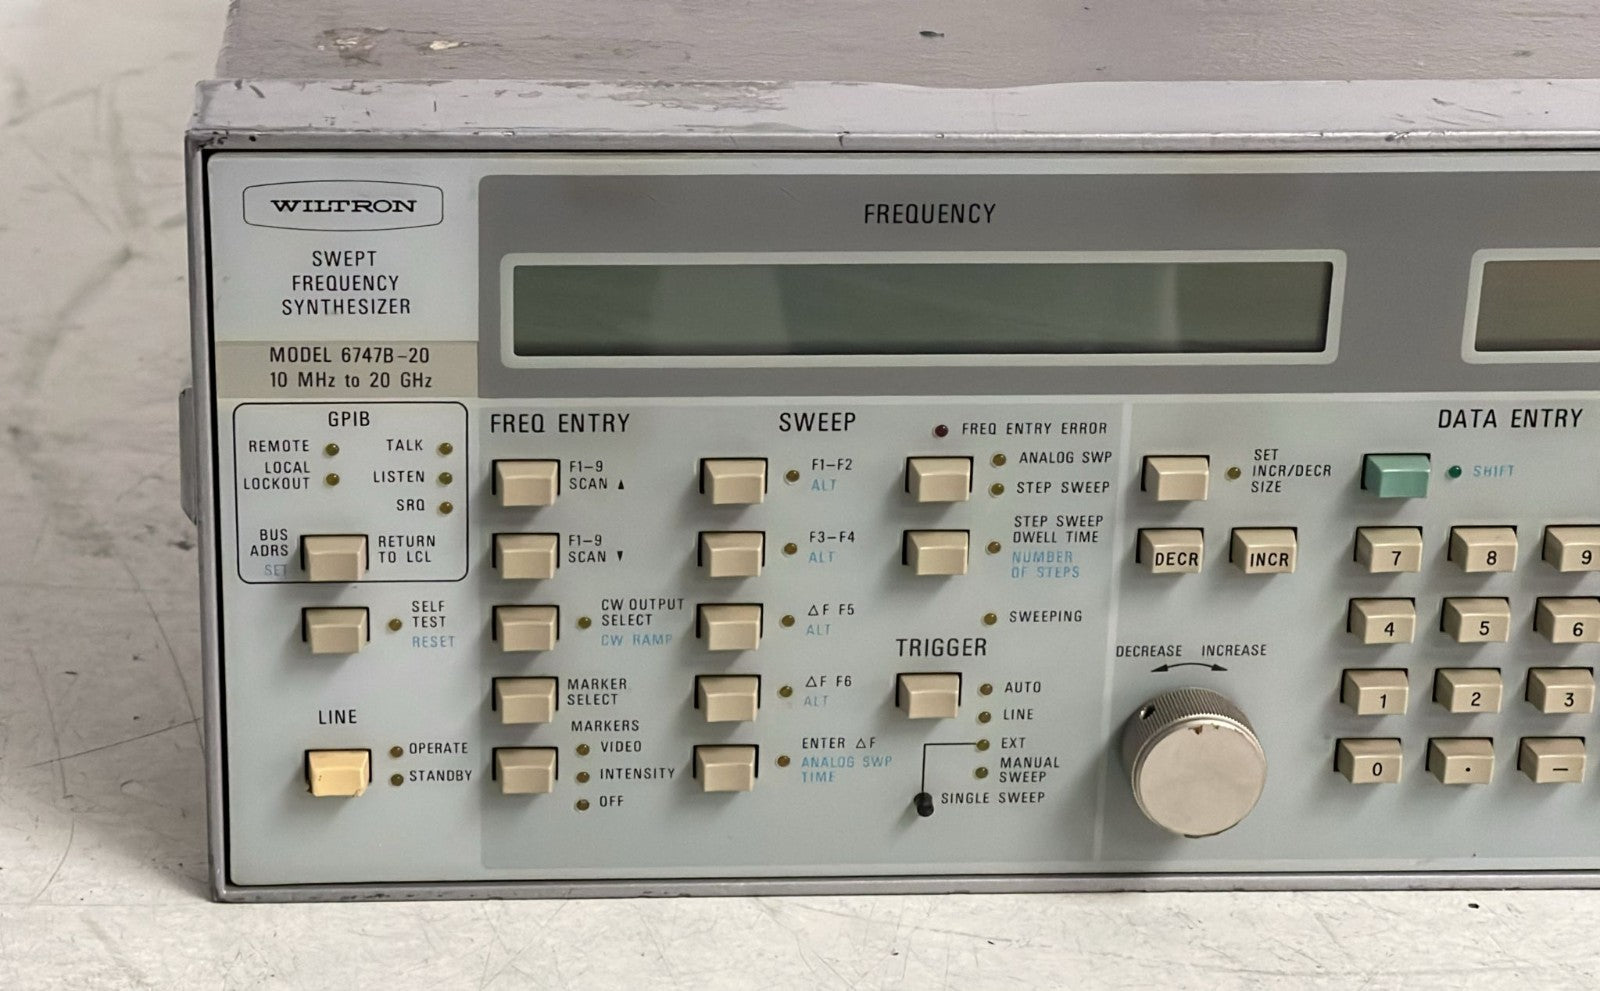 WILTRON
SWEPT
FREQUENCY
SYNTHESIZER
MODEL 6747B-20
10 MHz to 20 GHz
FREQUENCY
GPIB
REMOTE
TALK
LOCAL
LOCKOUT
LISTEN
SRQ
BUS
ADRS
SET
RETURN
TO LCL
SELF
TEST
RESET
LINE
OPERATE
STANDBY
FREQ ENTRY
F1-9
SCAN ▲
F1-9
SCAN ▼
CW OUTPUT
SELECT
CW RAMP
MARKER
SELECT
MARKERS
VIDEO
INTENSITY
OFF
SWEEP
F1-F2
ALT
F3-F4
ALT
△F F5
ALT
△F F6
ALT
ENTER △F
ANALOG SWP
TIME
FREQ ENTRY ERROR
ANALOG SWP
STEP SWEEP
STEP SWEEP
DWELL TIME
NUMBER
OF STEPS
SWEEPING
TRIGGER
AUTO
LINE
EXT
MANUAL
SWEEP
SINGLE SWEEP
DATA ENTRY
SET
INCR/DECR
SIZE
SHIFT
DECR
INCR
DECREASE INCREASE
7 8 9
4 5 6
1 2 3
0 . —